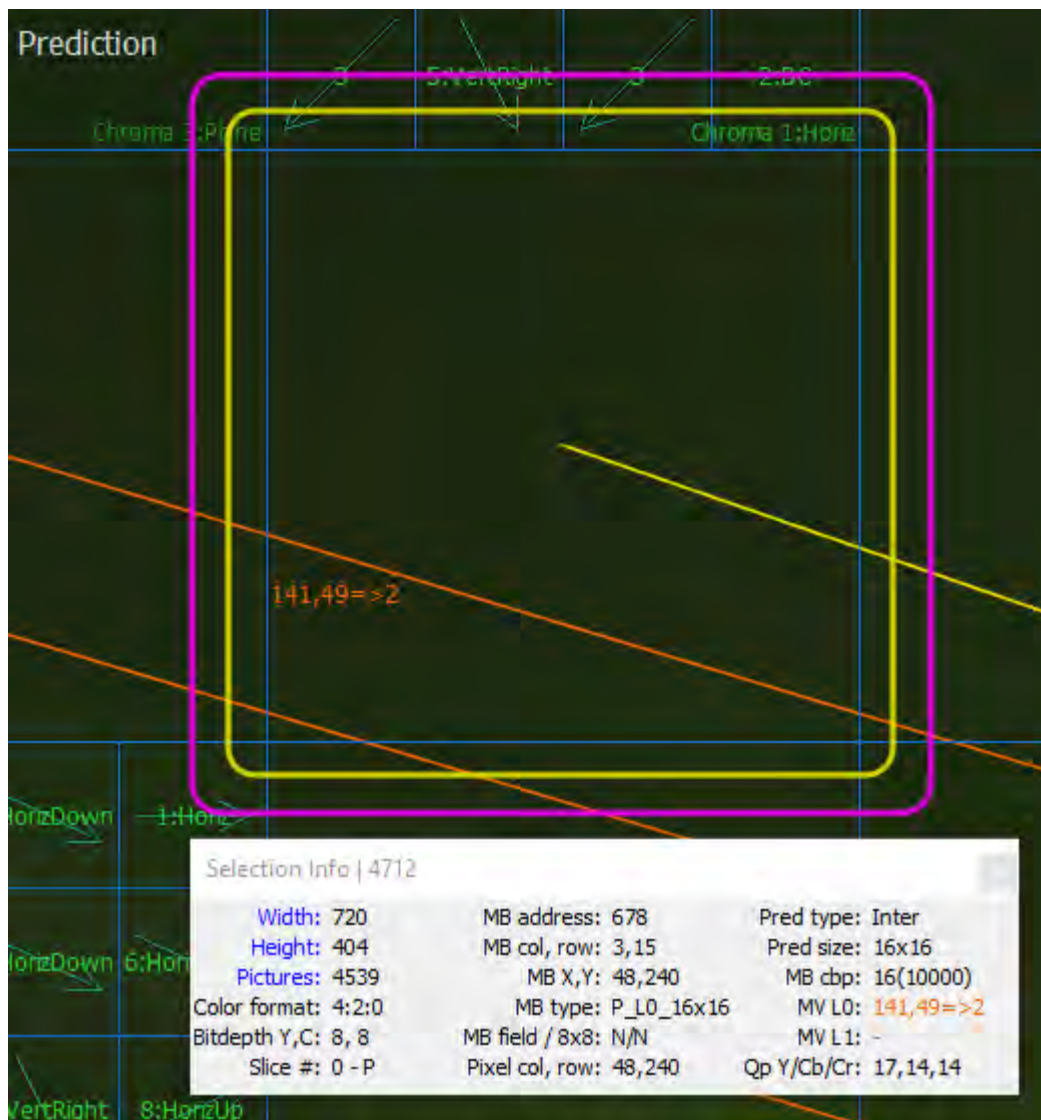 Prediction
3 5:VertRight 3 2:DC
Chroma 3:Plane Chroma 1:Horiz
141,49=>2
HorizDown 1:Horiz
Selection Info | 4712
Width: 720 MB address: 678 Pred type: Inter
Height: 404 MB col, row: 3,15 Pred size: 16x16
HorizDown 6:Hori Pictures: 4539 MB X,Y: 48,240 MB cbp: 16(10000)
Color format: 4:2:0 MB type: P_L0_16x16 MV L0: 141,49=>2
Bitdepth Y,C: 8, 8 MB field / 8x8: N/N MV L1: -
Slice #: 0 - P Pixel col, row: 48,240 Qp Y/Cb/Cr: 17,14,14
VertRight 8:HorizUp